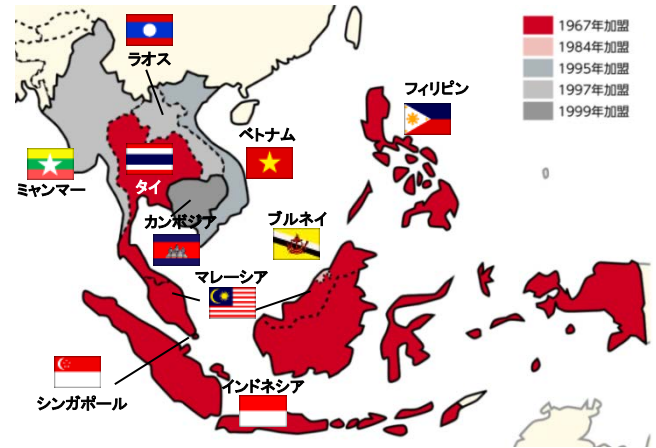 1967年加盟
1984年加盟
1995年加盟
1997年加盟
1999年加盟
ラオス
フィリピン
ベトナム
ミャンマー
タイ
カンボジア
ブルネイ
マレーシア
シンガポール
インドネシア